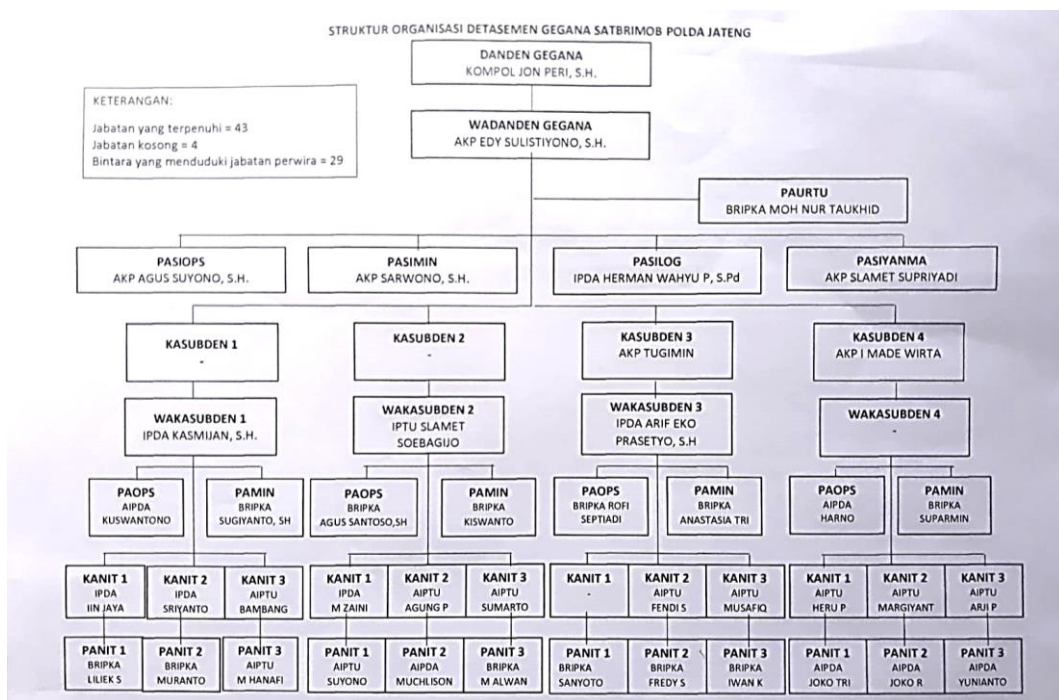 STRUKTUR ORGANISASI DETASEMEN GEGANA SATBRIMOB POLDA JATENG
DANDEN GEGANA
KOMPOL JON PERI, S.H.
KETERANGAN:
Jabatan yang terpenuhi = 43
Jabatan kosong = 4
Bintara yang menduduki jabatan perwira = 29
WADANDEN GEGANA
AKP EDY SULISTIYONO, S.H.
PAURTU
BRIPKA MOH NUR TAUKHID
PASIOPS
AKP AGUS SUYONO, S.H.
PASIMIN
AKP SARWONO, S.H.
PASILOG
IPDA HERMAN WAHYU P, S.Pd
PASIYANMA
AKP SLAMET SUPRIYADI
KASUBDEN 1
-
KASUBDEN 2
-
KASUBDEN 3
AKP TUGIMIN
KASUBDEN 4
AKP I MADE WIRTA
WAKASUBDEN 1
IPDA KASMIJAN, S.H.
WAKASUBDEN 2
IPTU SLAMET
SOEBAGIJO
WAKASUBDEN 3
IPDA ARIF EKO
PRASETYO, S.H
WAKASUBDEN 4
-
PAOPS
AIPDA
KUSWANTONO
PAMIN
BRIPKA
SUGIYANTO, SH
PAOPS
BRIPKA
AGUS SANTOSO,SH
PAMIN
BRIPKA
KISWANTO
PAOPS
BRIPKA ROFI
SEPTIADI
PAMIN
BRIPKA
ANASTASIA TRI
PAOPS
AIPDA
HARNO
PAMIN
BRIPKA
SUPARMIN
KANIT 1
IPDA
IIN JAYA
KANIT 2
IPDA
SRIYANTO
KANIT 3
AIPTU
BAMBANG
KANIT 1
IPDA
M ZAINI
KANIT 2
AIPTU
AGUNG P
KANIT 3
AIPTU
SUMARTO
KANIT 1
-
KANIT 2
AIPTU
FENDI S
KANIT 3
AIPTU
MUSAFIQ
KANIT 1
AIPTU
HERU P
KANIT 2
AIPTU
MARGIYANT
KANIT 3
AIPTU
ARJI P
PANIT 1
BRIPKA
LILIEK S
PANIT 2
BRIPKA
MURANTO
PANIT 3
AIPTU
M HANAFI
PANIT 1
AIPTU
SUYONO
PANIT 2
AIPDA
MUCHLISON
PANIT 3
BRIPKA
M ALWAN
PANIT 1
BRIPKA
SANYOTO
PANIT 2
BRIPKA
FREDY S
PANIT 3
BRIPKA
IWAN K
PANIT 1
AIPDA
JOKO TRI
PANIT 2
AIPDA
JOKO R
PANIT 3
AIPDA
YUNIANTO